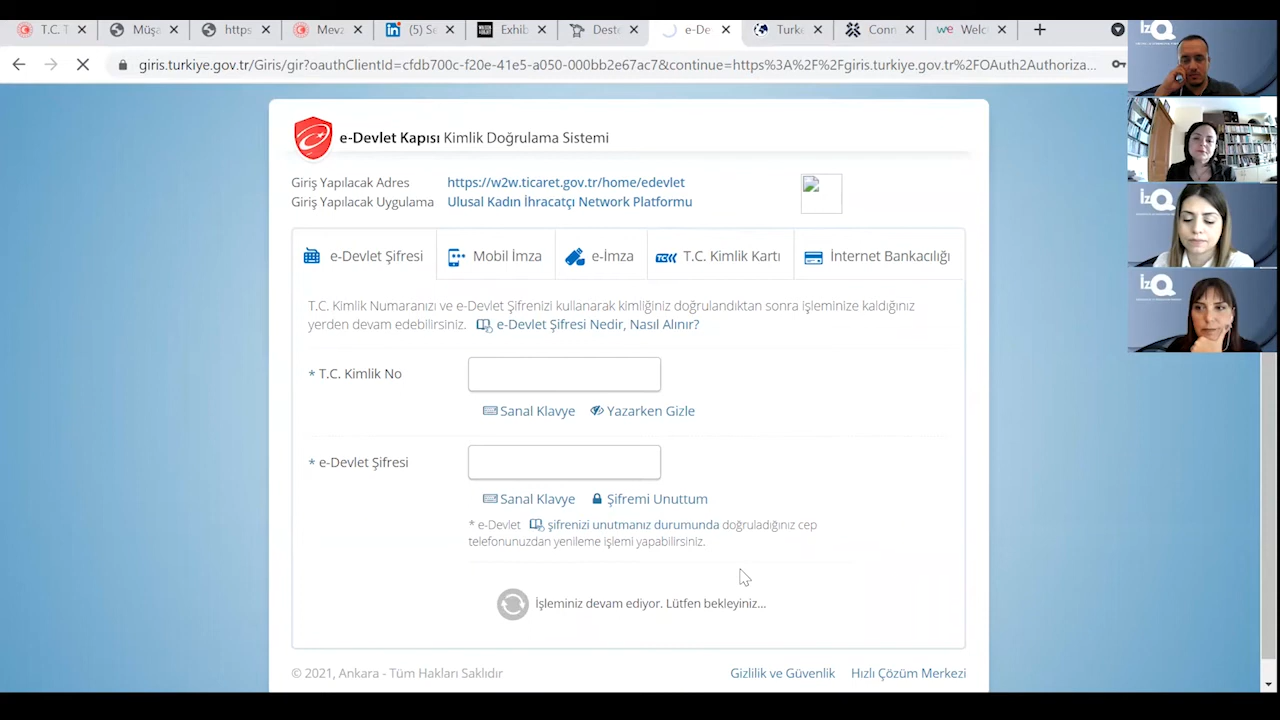 T.C. T
Müşa
https
Mevz
(5) Se
Exhib
Deste
e-De
Turke
Conn
we Welc
giris.turkiye.gov.tr/Giris/gir?oauthClientId=cfdb700c-f20e-41e5-a050-000bb2e67ac7&continue=https%3A%2F%2Fgiris.turkiye.gov.tr%2FOAuth2Authoriza...
e-Devlet Kapısı Kimlik Doğrulama Sistemi
Giriş Yapılacak Adres https://w2w.ticaret.gov.tr/home/edevlet
Giriş Yapılacak Uygulama Ulusal Kadın İhracatçı Network Platformu
e-Devlet Şifresi Mobil İmza e-İmza T.C. Kimlik Kartı İnternet Bankacılığı
T.C. Kimlik Numaranızı ve e-Devlet Şifrenizi kullanarak kimliğiniz doğrulandıktan sonra işleminize kaldığınız
yerden devam edebilirsiniz. e-Devlet Şifresi Nedir, Nasıl Alınır?
* T.C. Kimlik No
Sanal Klavye Yazarken Gizle
* e-Devlet Şifresi
Sanal Klavye Şifremi Unuttum
* e-Devlet şifrenizi unutmanız durumunda doğruladığınız cep
telefonunuzdan yenileme işlemi yapabilirsiniz.
İşleminiz devam ediyor. Lütfen bekleyiniz...
© 2021, Ankara - Tüm Hakları Saklıdır Gizlilik ve Güvenlik Hızlı Çözüm Merkezi
İzQ
İzQ
İzQ